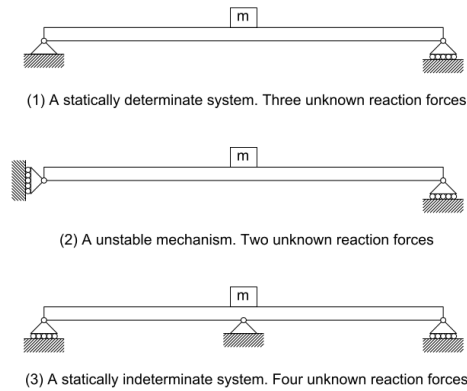 m
(1) A statically determinate system. Three unknown reaction forces
m
(2) A unstable mechanism. Two unknown reaction forces
m
(3) A statically indeterminate system. Four unknown reaction forces